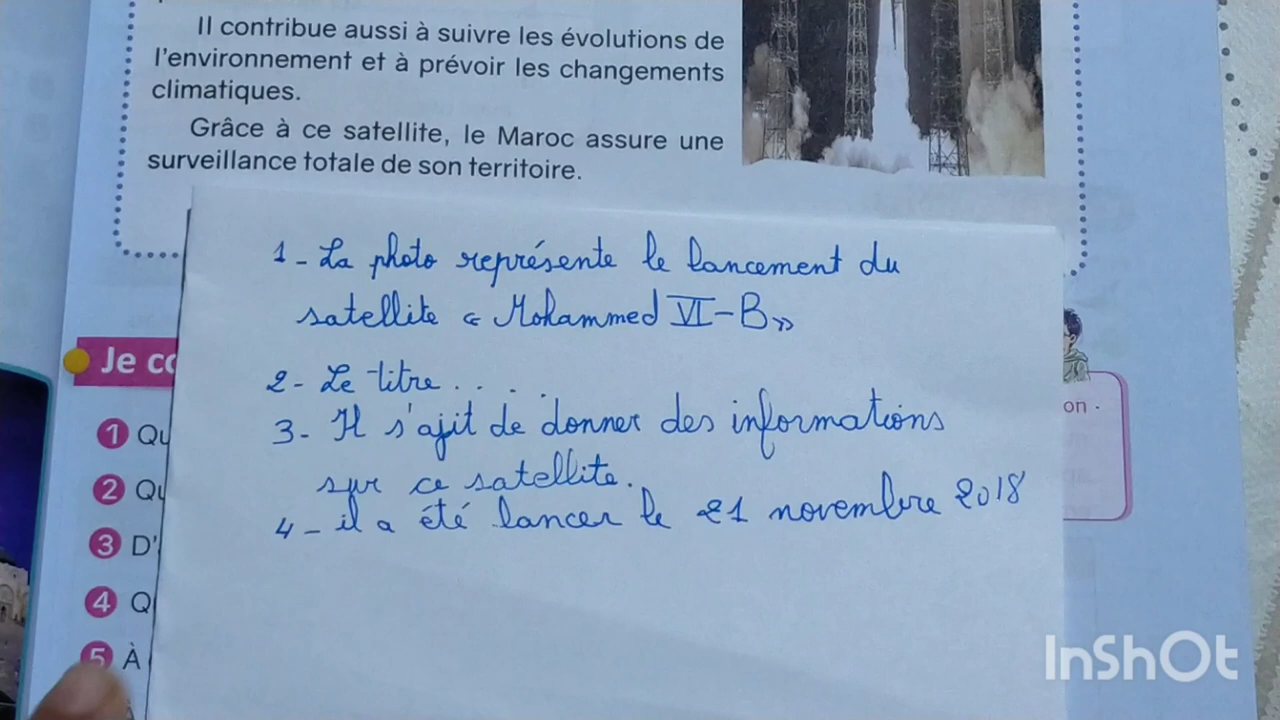 Il contribue aussi à suivre les évolutions de
l'environnement et à prévoir les changements
climatiques.
Grâce à ce satellite, le Maroc assure une
surveillance totale de son territoire.
1 - La photo représente le lancement du
satellite « Mohammed VI - B »
2 - Le titre . . . .
3 - Il s'ajit de donner des informations
sur ce satellite.
4 - il a été lancer le 21 novembre 2018
Je co
1 Qu
2 Qu
3 D'
4 Q
5 À
on .
InShOt